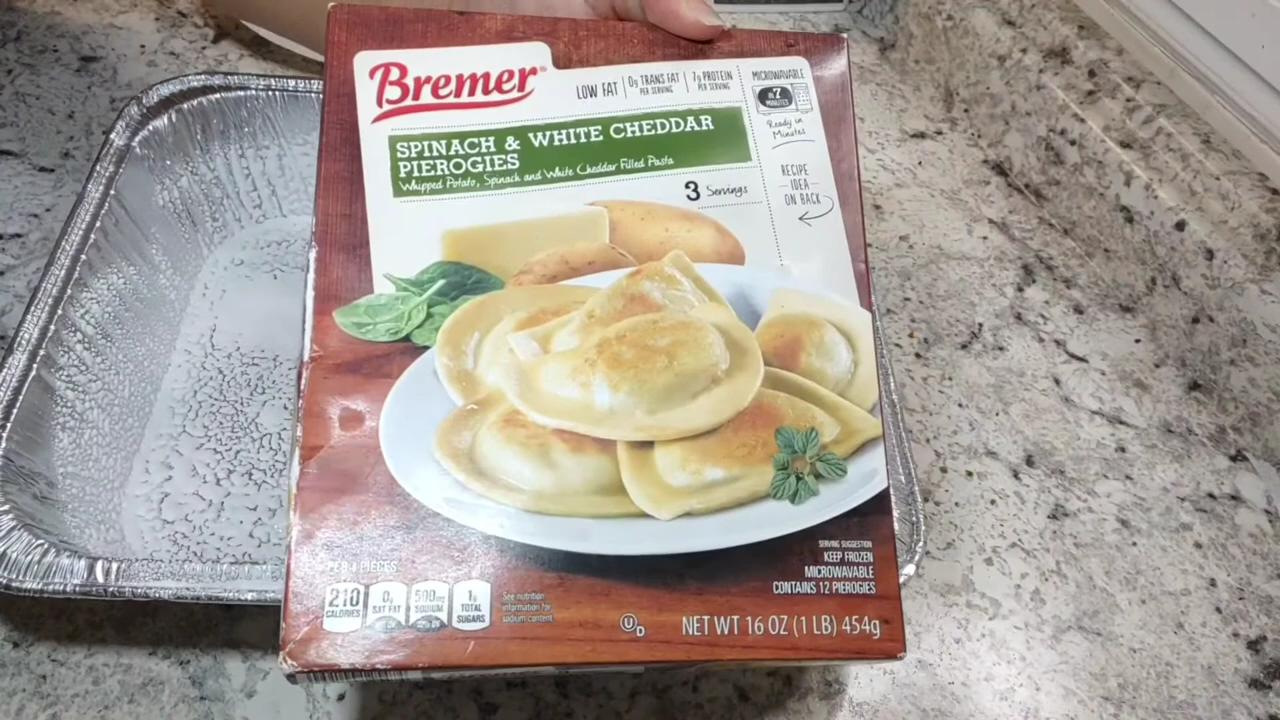 Bremer®
LOW FAT
0g TRANS FAT
PER SERVING
7g PROTEIN
PER SERVING
MICROWAVABLE
IN 7
MINUTES
Ready in
Minutes
SPINACH & WHITE CHEDDAR
PIEROGIES
Whipped Potato, Spinach and White Cheddar Filled Pasta
3 Servings
RECIPE
IDEA
ON BACK
SERVING SUGGESTION
KEEP FROZEN
MICROWAVABLE
CONTAINS 12 PIEROGIES
PER 4 PIECES
210
CALORIES
0g
SAT FAT
500mg
SODIUM
1g
TOTAL
SUGARS
See nutrition
information for
sodium content.
U D
NET WT 16 OZ (1 LB) 454g